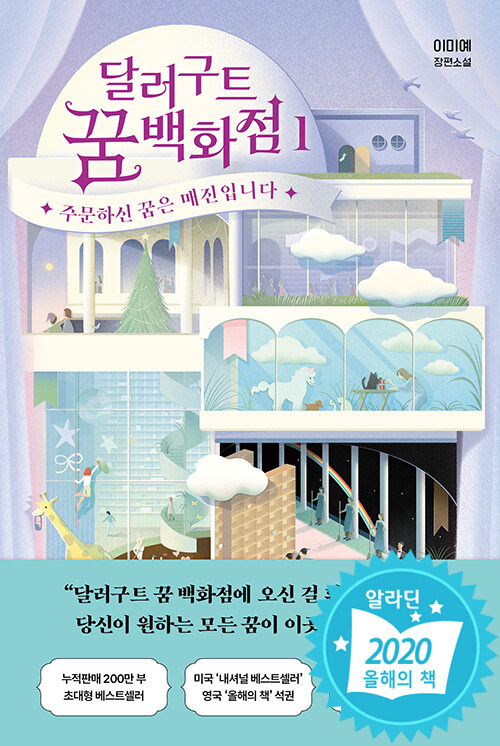 이미예
장편소설
달러구트
꿈 백화점 1
주문하신 꿈은 매진입니다
“달러구트 꿈 백화점에 오신 걸
당신이 원하는 모든 꿈이
누적판매 200만 부
초대형 베스트셀러
미국 ‘내셔널 베스트셀러’
영국 ‘올해의 책’ 석권
알라딘
2020
올해의 책